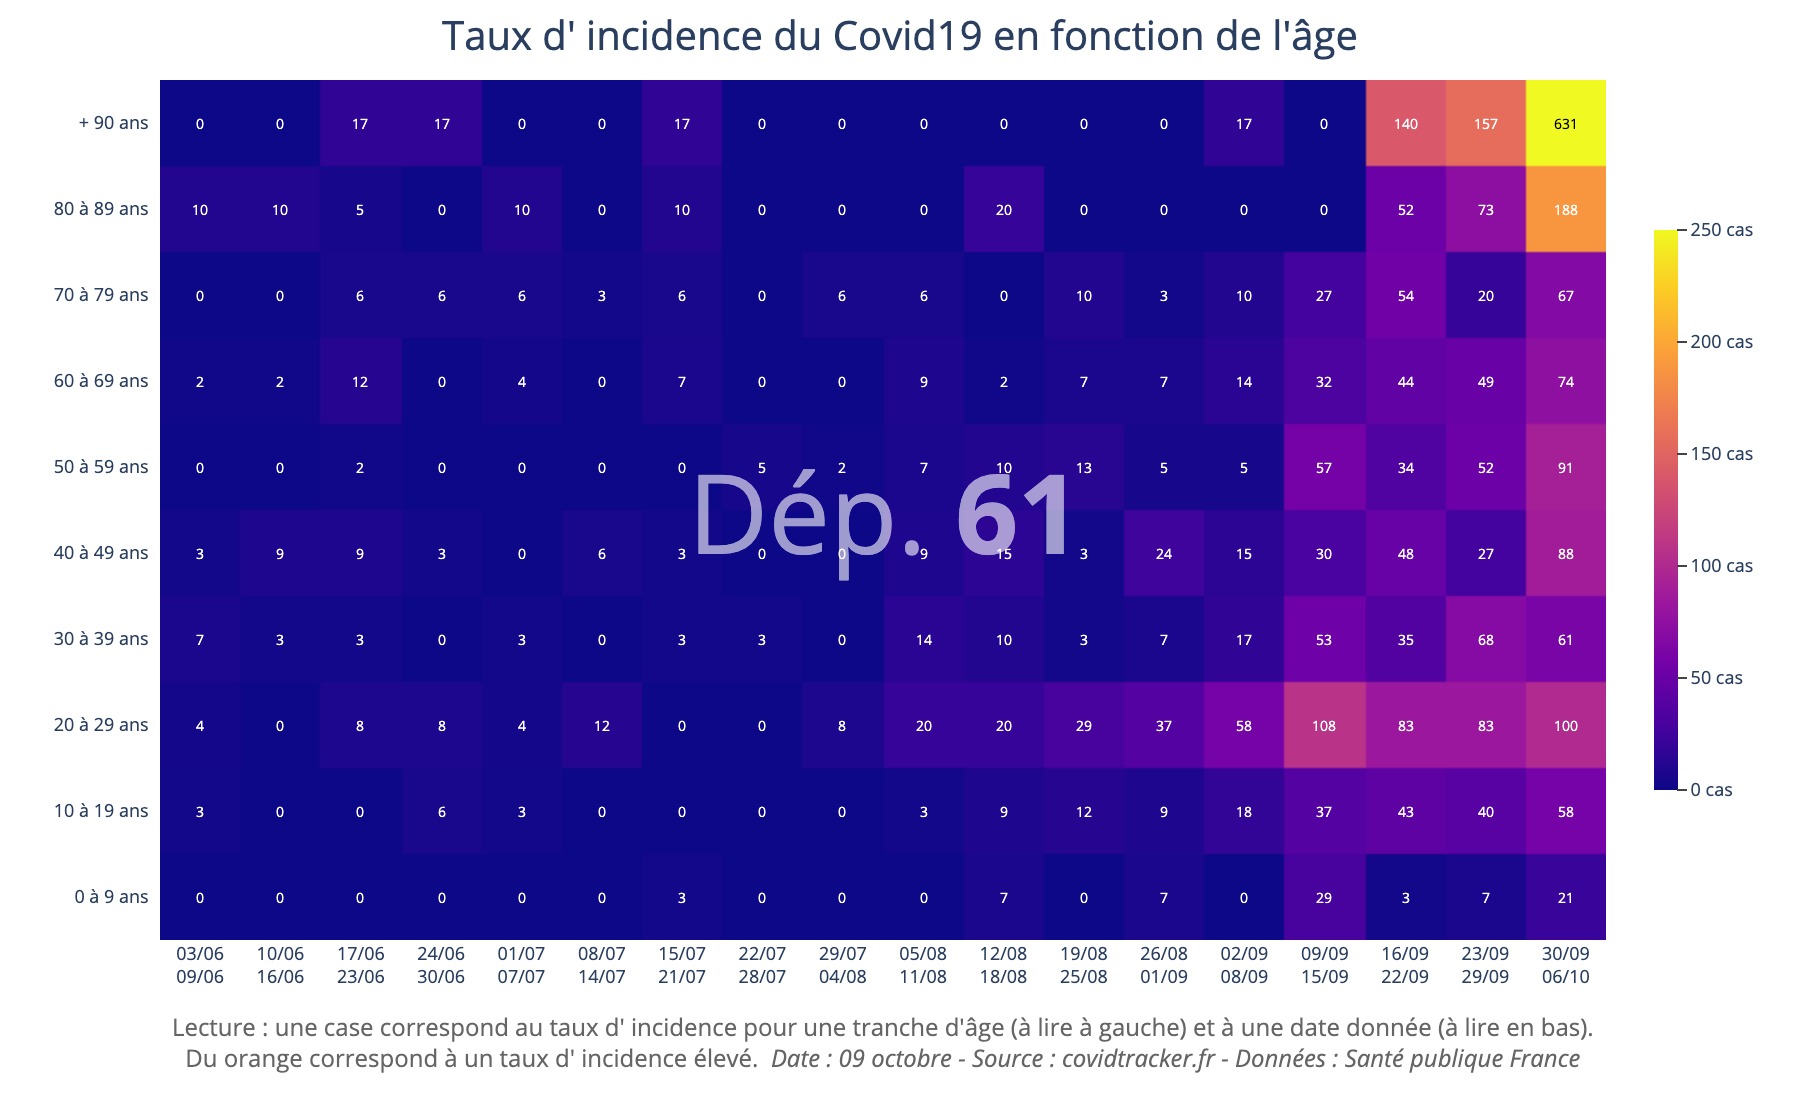 Taux d' incidence du Covid19 en fonction de l'âge
+ 90 ans 0 0 17 17 0 0 17 0 0 0 0 0 0 17 0 140 157 631
80 à 89 ans 10 10 5 0 10 0 10 0 0 0 20 0 0 0 0 52 73 188
70 à 79 ans 0 0 6 6 6 3 6 0 6 6 0 10 3 10 27 54 20 67
60 à 69 ans 2 2 12 0 4 0 7 0 0 9 2 7 7 14 32 44 49 74
50 à 59 ans 0 0 2 0 0 0 0 5 2 7 10 13 5 5 57 34 52 91
Dép. 61
40 à 49 ans 3 9 9 3 0 6 3 0 0 9 15 3 24 15 30 48 27 88
30 à 39 ans 7 3 3 0 3 0 3 3 0 14 10 3 7 17 53 35 68 61
20 à 29 ans 4 0 8 8 4 12 0 0 8 20 20 29 37 58 108 83 83 100
10 à 19 ans 3 0 0 6 3 0 0 0 0 3 9 12 9 18 37 43 40 58
0 à 9 ans 0 0 0 0 0 0 3 0 0 0 7 0 7 0 29 3 7 21
03/06 10/06 17/06 24/06 01/07 08/07 15/07 22/07 29/07 05/08 12/08 19/08 26/08 02/09 09/09 16/09 23/09 30/09
09/06 16/06 23/06 30/06 07/07 14/07 21/07 28/07 04/08 11/08 18/08 25/08 01/09 08/09 15/09 22/09 29/09 06/10
250 cas
200 cas
150 cas
100 cas
50 cas
0 cas
Lecture : une case correspond au taux d' incidence pour une tranche d'âge (à lire à gauche) et à une date donnée (à lire en bas).
Du orange correspond à un taux d' incidence élevé. Date : 09 octobre - Source : covidtracker.fr - Données : Santé publique France